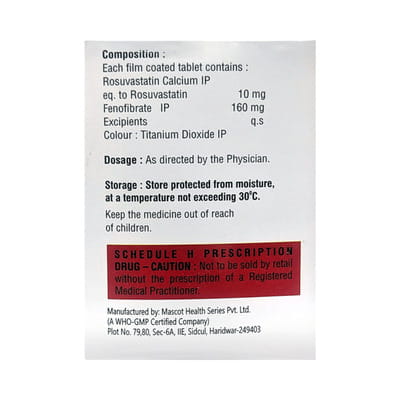 Composition :
Each film coated tablet contains :
Rosuvastatin Calcium IP
eq. to Rosuvastatin 10 mg
Fenofibrate IP 160 mg
Excipients q.s
Colour : Titanium Dioxide IP
Dosage : As directed by the Physician.
Storage : Store protected from moisture,
at a temperature not exceeding 30°C.
Keep the medicine out of reach
of children.
SCHEDULE H PRESCRIPTION
DRUG – CAUTION : Not to be sold by retail
without the prescription of a Registered
Medical Practitioner.
Manufactured by: Mascot Health Series Pvt. Ltd.
(A WHO-GMP Certified Company)
Plot No. 79,80, Sec-6A, IIE, Sidcul, Haridwar-249403